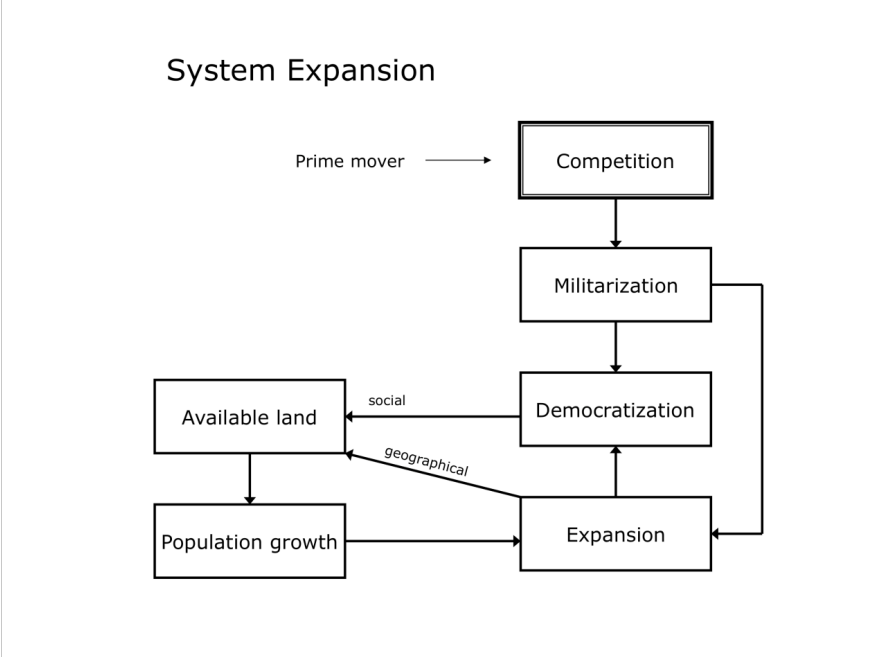 System Expansion
Prime mover
Competition
Militarization
Democratization
social
Available land
geographical
Expansion
Population growth